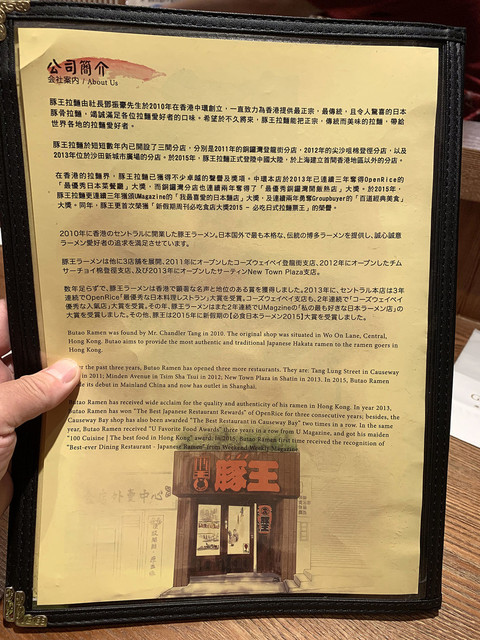 公司簡介
会社案内 / About Us
豚王拉麵由社長鄧振豪先生於2010年在香港中環創立，一直致力為香港提供最正宗、最傳統，且令人驚喜的日本
豚骨拉麵，竭誠滿足各位拉麵愛好者的口味。希望於不久將來，豚王拉麵能把正宗，傳統而美味的拉麵，帶給
世界各地的拉麵愛好者。
豚王拉麵於短短數年內已開設了三間分店，分別是2011年的銅鑼灣登龍街分店，2012年的尖沙咀棉登徑分店，以及
2013年位於沙田新城市廣場的分店。於2015年，豚王拉麵正式登陸中國大陸，於上海建立首間香港地區以外的分店。
在香港的拉麵界，豚王拉麵已獲得不少卓越的聲譽及獎項。中環本店於2013年已連續三年奪得OpenRice的
「最優秀日本菜餐廳」大獎，而銅鑼灣分店也連續兩年奪得了「最優秀銅鑼灣開飯熱店」大獎。於2015年，
豚王拉麵更連續三年獲頒UMagazine的「我最喜愛的日本麵店」大獎，及連續兩年勇奪Groupbuyer的「百道經典美食」
大獎。同年，豚王更首次榮獲「新假期周刊必吃食店大獎2015 - 必吃日式拉麵票王」的榮譽。
2010年に香港のセントラルに開業した豚王ラーメン。日本国外で最も本格的な、伝統の博多ラーメンを提供し、誠心誠意
ラーメン愛好者の追求を満足させています。
豚王ラーメンは他に3店舗を展開、2011年にオープンしたコーズウェイベイ登龍街支店、2012年にオープンしたチム
サーチョイ棉登徑支店、及び2013年にオープンしたサーティンNew Town Plaza支店。
数年足らずで、豚王ラーメンは香港で顕著な名声と地位のある賞を獲得しました。2013年に、セントラル本店は3年
連続でOpenRice「最優秀な日本料理レストラン」大賞を受賞。コーズウェイベイ支店も、2年連続で「コーズウェイベイ
優秀な人氣店」大賞を受賞。その年、豚王ラーメンはまた2年連続でUMagazineの「私の最も好きな日本ラーメン店」の
大賞を受賞しました。その他、豚王は2015年に新假期の【必食日本ラーメン2015】大賞を受賞しました。
Butao Ramen was found by Mr. Chandler Tang in 2010. The original shop was situated in Wo On Lane, Central,
Hong Kong. Butao aims to provide the most authentic and traditional Japanese Hakata ramen to the ramen goers in
Hong Kong.
the past three years, Butao Ramen has opened three more restaurants. They are: Tang Lung Street in Causeway
in 2011; Minden Avenue in Tsim Sha Tsui in 2012; New Town Plaza in Shatin in 2013. In 2015, Butao Ramen
its debut in Mainland China and now has outlet in Shanghai.
Butao Ramen has received wide acclaim for the quality and authenticity of his ramen in Hong Kong. In year 2013,
Butao Ramen has won "The Best Japanese Restaurant Rewards" of OpenRice for three consecutive years; besides, the
Causeway Bay shop has also been awarded "The Best Restaurant in Causeway Bay" two times in a row. In the same
year, Butao Ramen received "U Favorite Food Awards" three years in a row from U Magazine, and got his maiden
"100 Cuisine | The best food in Hong Kong" award; In 2015, Butao Ramen first time received the recognition of
"Best-ever Dining Restaurant - Japanese Ramen" from Weekend Weekly Magazine
豚王
豚王